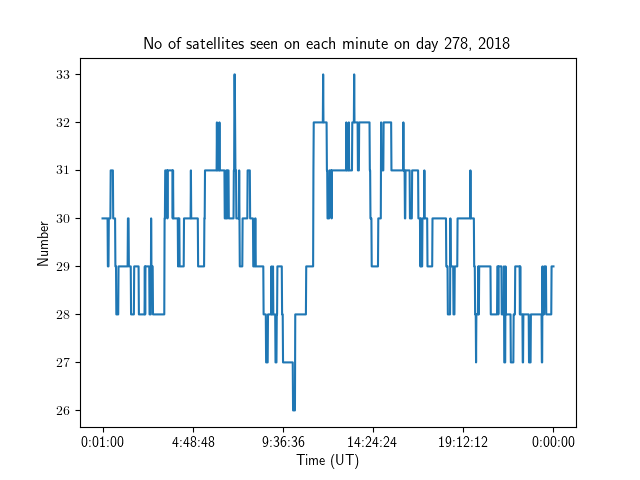 No of satellites seen on each minute on day 278, 2018
33
32
31
30
29
28
27
26
Number
0:01:00 4:48:48 9:36:36 14:24:24 19:12:12 0:00:00
Time (UT)